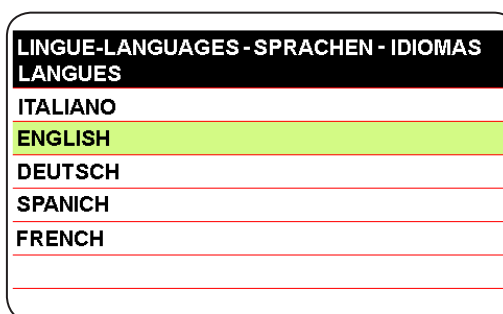 LINGUE-LANGUAGES - SPRACHEN - IDIOMAS
LANGUES
ITALIANO
ENGLISH
DEUTSCH
SPANICH
FRENCH